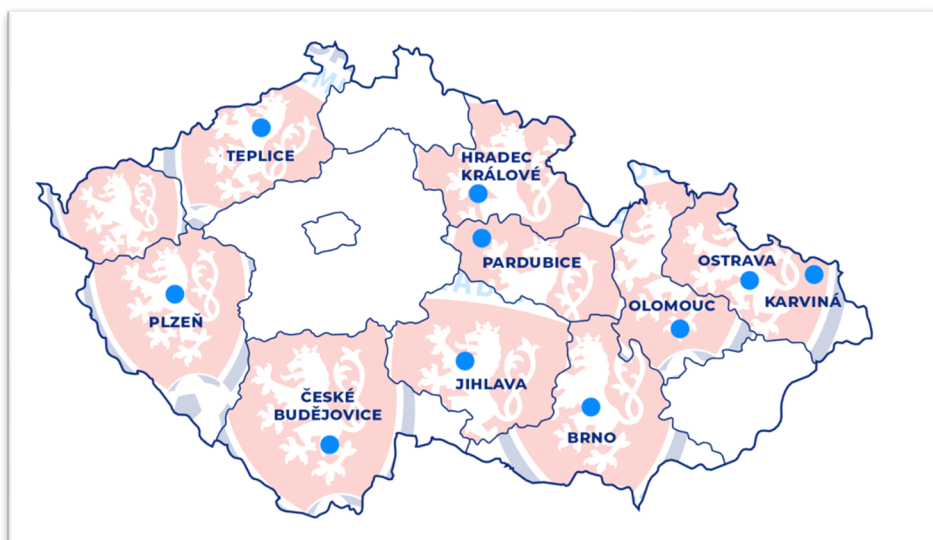 TEPLICE
HRADEC
KRÁLOVÉ
PARDUBICE
OSTRAVA
KARVINÁ
OLOMOUC
PLZEŇ
JIHLAVA
ČESKÉ
BUDĚJOVICE
BRNO